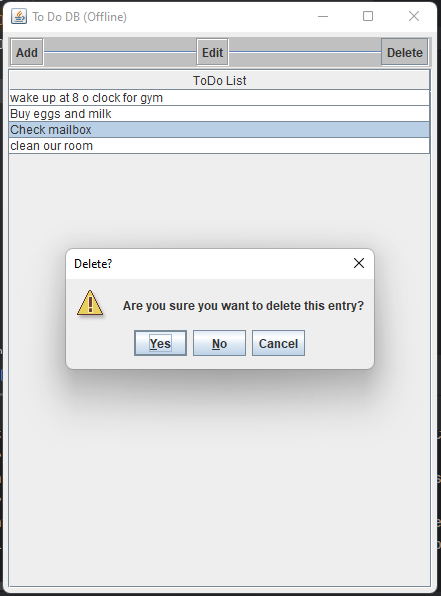 To Do DB (Offline)
Add Edit Delete
ToDo List
wake up at 8 o clock for gym
Buy eggs and milk
Check mailbox
clean our room
Delete?
Are you sure you want to delete this entry?
Yes No Cancel